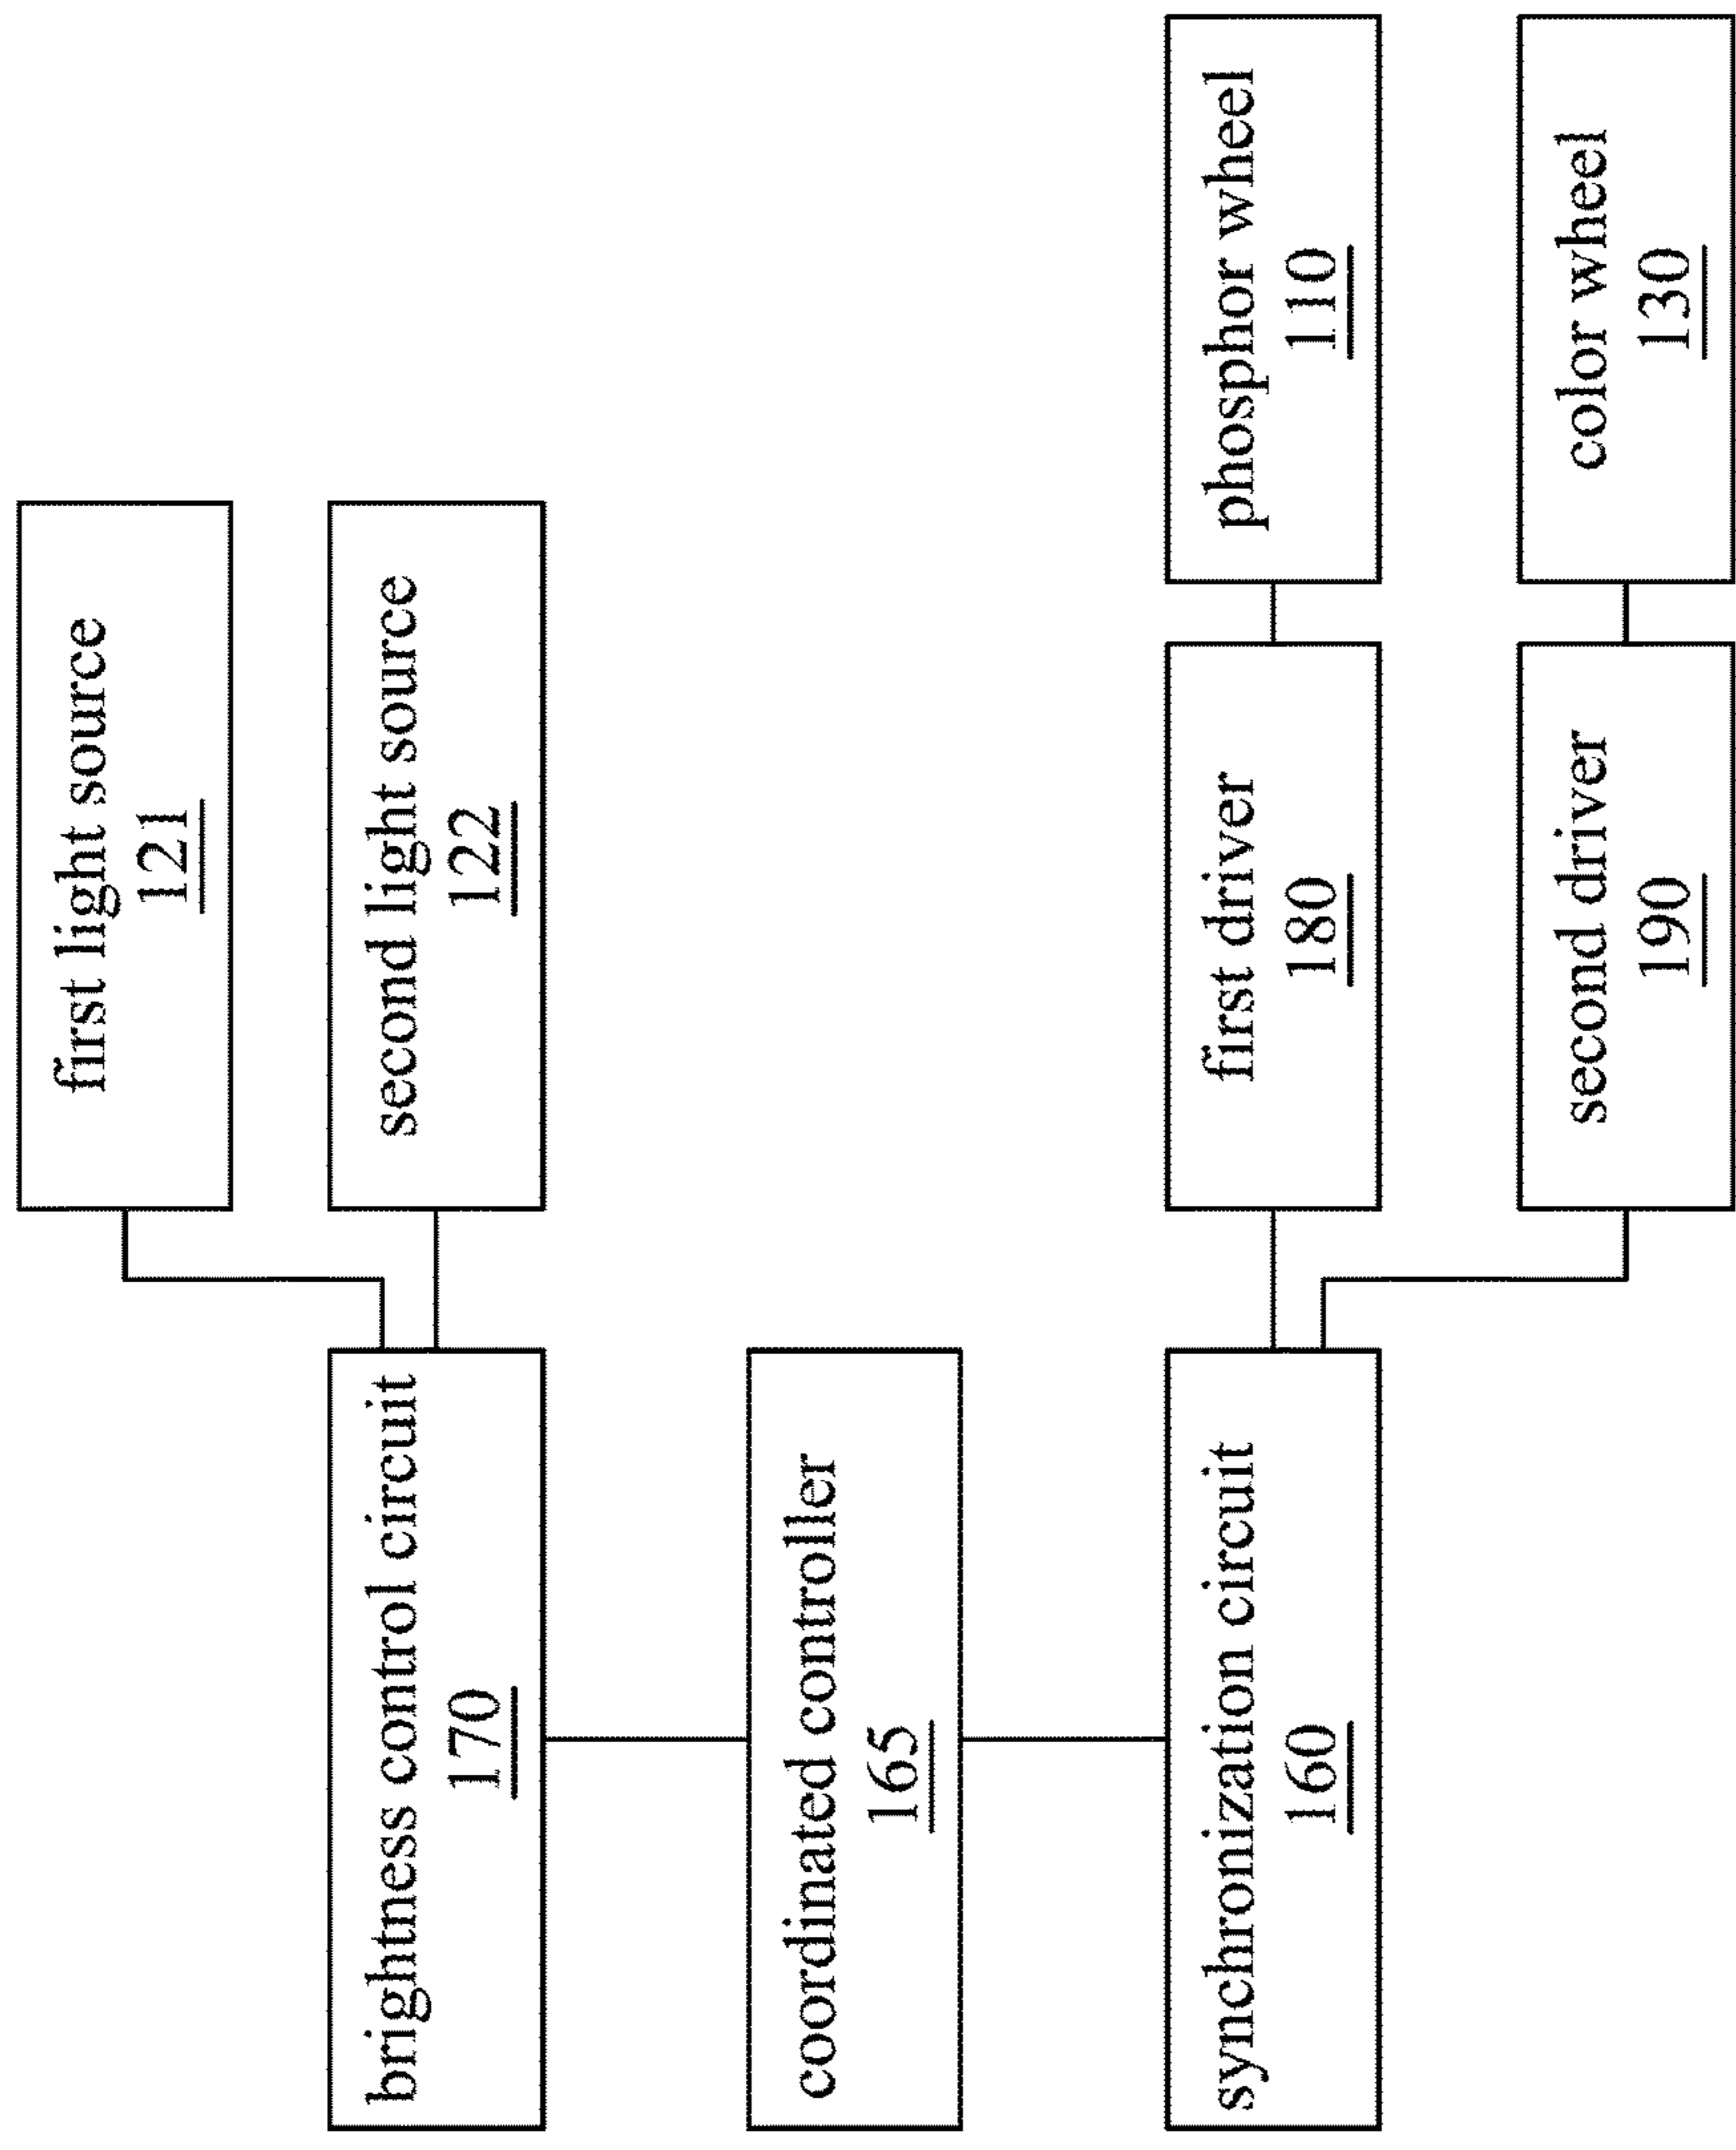 first light source
121
brightness control circuit
170
second light source
122
coordinated controller
165
synchronization circuit
160
first driver
180
phosphor wheel
110
second driver
190
color wheel
130